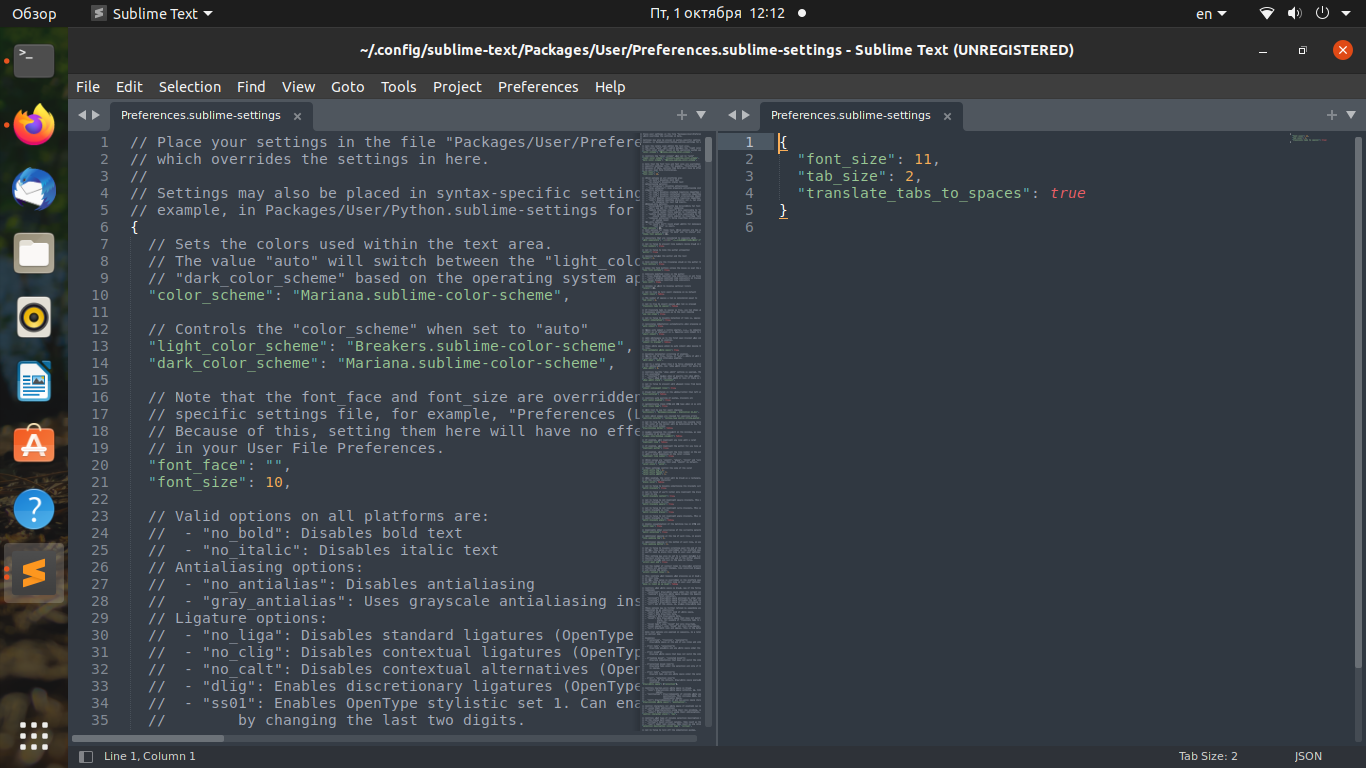 Обзор
Sublime Text
Пт, 1 октября 12:12
en
~/.config/sublime-text/Packages/User/Preferences.sublime-settings - Sublime Text (UNREGISTERED)
File Edit Selection Find View Goto Tools Project Preferences Help
Preferences.sublime-settings
1 // Place your settings in the file "Packages/User/Prefere
2 // which overrides the settings in here.
3 //
4 // Settings may also be placed in syntax-specific setting
5 // example, in Packages/User/Python.sublime-settings for
6 {
7 // Sets the colors used within the text area.
8 // The value "auto" will switch between the "light_colo
9 // "dark_color_scheme" based on the operating system ap
10 "color_scheme": "Mariana.sublime-color-scheme",
11
12 // Controls the "color_scheme" when set to "auto"
13 "light_color_scheme": "Breakers.sublime-color-scheme",
14 "dark_color_scheme": "Mariana.sublime-color-scheme",
15
16 // Note that the font_face and font_size are overridden
17 // specific settings file, for example, "Preferences (L
18 // Because of this, setting them here will have no effe
19 // in your User File Preferences.
20 "font_face": "",
21 "font_size": 10,
22
23 // Valid options on all platforms are:
24 //  - "no_bold": Disables bold text
25 //  - "no_italic": Disables italic text
26 // Antialiasing options:
27 //  - "no_antialias": Disables antialiasing
28 //  - "gray_antialias": Uses grayscale antialiasing ins
29 // Ligature options:
30 //  - "no_liga": Disables standard ligatures (OpenType
31 //  - "no_clig": Disables contextual ligatures (OpenTyp
32 //  - "no_calt": Disables contextual alternatives (Open
33 //  - "dlig": Enables discretionary ligatures (OpenType
34 //  - "ss01": Enables OpenType stylistic set 1. Can ena
35 //        by changing the last two digits.
Preferences.sublime-settings
1 {
2 "font_size": 11,
3 "tab_size": 2,
4 "translate_tabs_to_spaces": true
5 }
6
Line 1, Column 1
Tab Size: 2
JSON